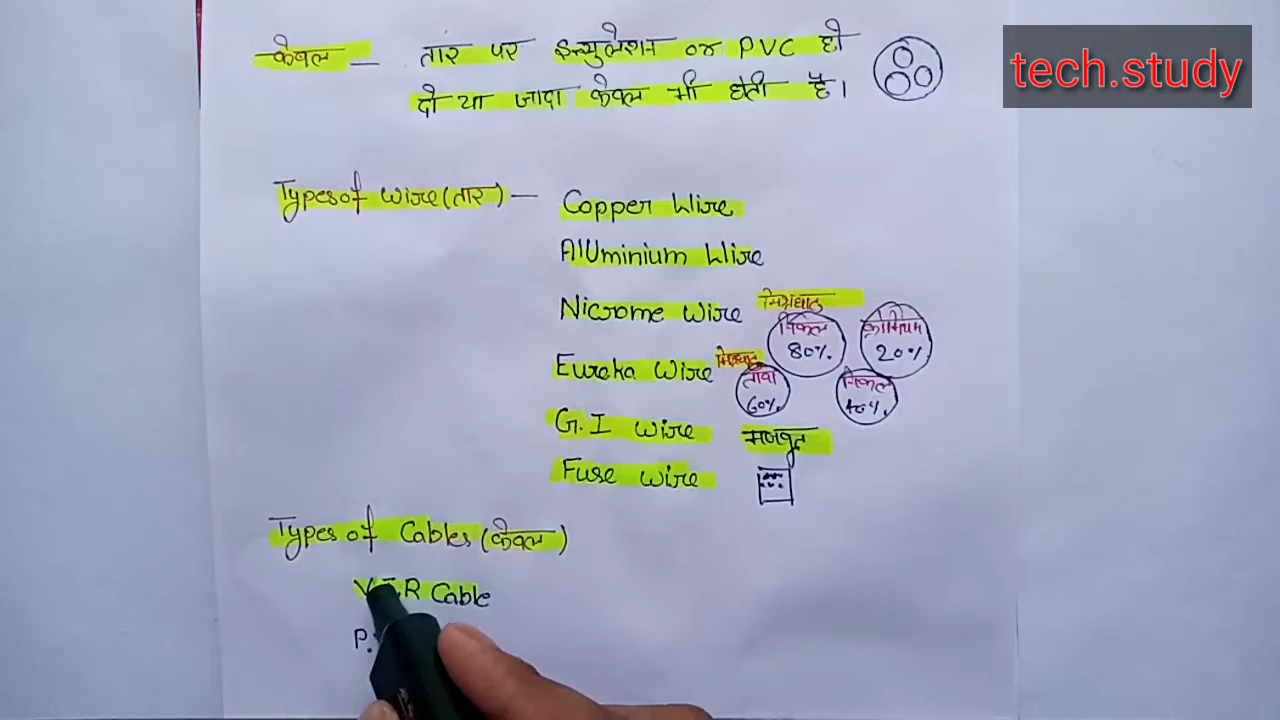 केबल — तार पर इन्सुलेशन or PVC हो
दो या जादा केबल भी होती है।
tech.study
Types of Wire (तार) — Copper Wire
Aluminium Wire
Nicrome Wire मिश्रधातु
निकल 80%. क्रोमियम 20%
Eureka Wire मिश्रधातु
तांबा 60%. निकल 40%.
G.I wire मजबूत
Fuse wire
Types of Cables (केबल)
V.I.R Cable
P.